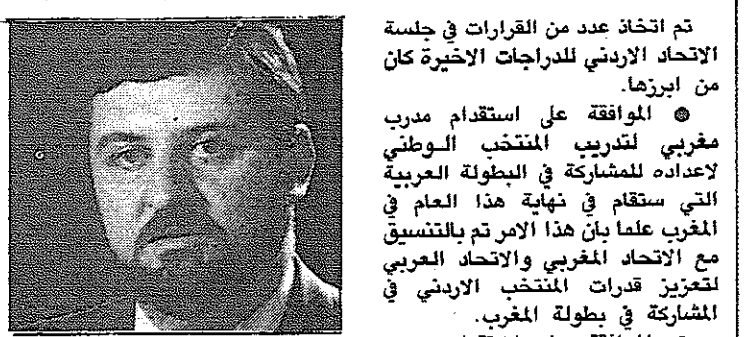 تم اتخاذ عدد من القرارات في جلسة
الاتحاد الاردني للدراجات الاخيرة كان
من ابرزها.
● الموافقة على استقدام مدرب
مغربي لتدريب المنتخب الوطني
لاعداده للمشاركة في البطولة العربية
التي ستقام في نهاية هذا العام في
المغرب علما بان هذا الامر تم بالتنسيق
مع الاتحاد المغربي والاتحاد العربي
لتعزيز قدرات المنتخب الاردني في
المشاركة في بطولة المغرب.